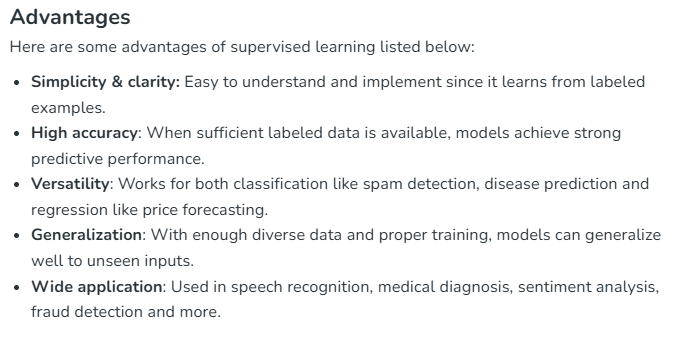 Advantages
Here are some advantages of supervised learning listed below:
• Simplicity & clarity: Easy to understand and implement since it learns from labeled
examples.
• High accuracy: When sufficient labeled data is available, models achieve strong
predictive performance.
• Versatility: Works for both classification like spam detection, disease prediction and
regression like price forecasting.
• Generalization: With enough diverse data and proper training, models can generalize
well to unseen inputs.
• Wide application: Used in speech recognition, medical diagnosis, sentiment analysis,
fraud detection and more.